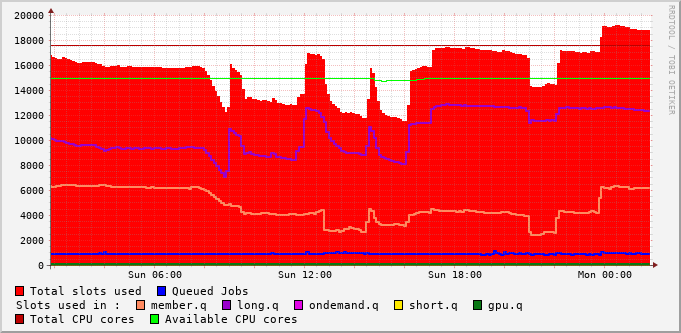 20000
18000
16000
14000
12000
10000
8000
6000
4000
2000
0
Sun 06:00 Sun 12:00 Sun 18:00 Mon 00:00
RRDTOOL / TOBI OETIKER
Total slots used Queued Jobs
Slots used in : member.q long.q ondemand.q short.q gpu.q
Total CPU cores Available CPU cores